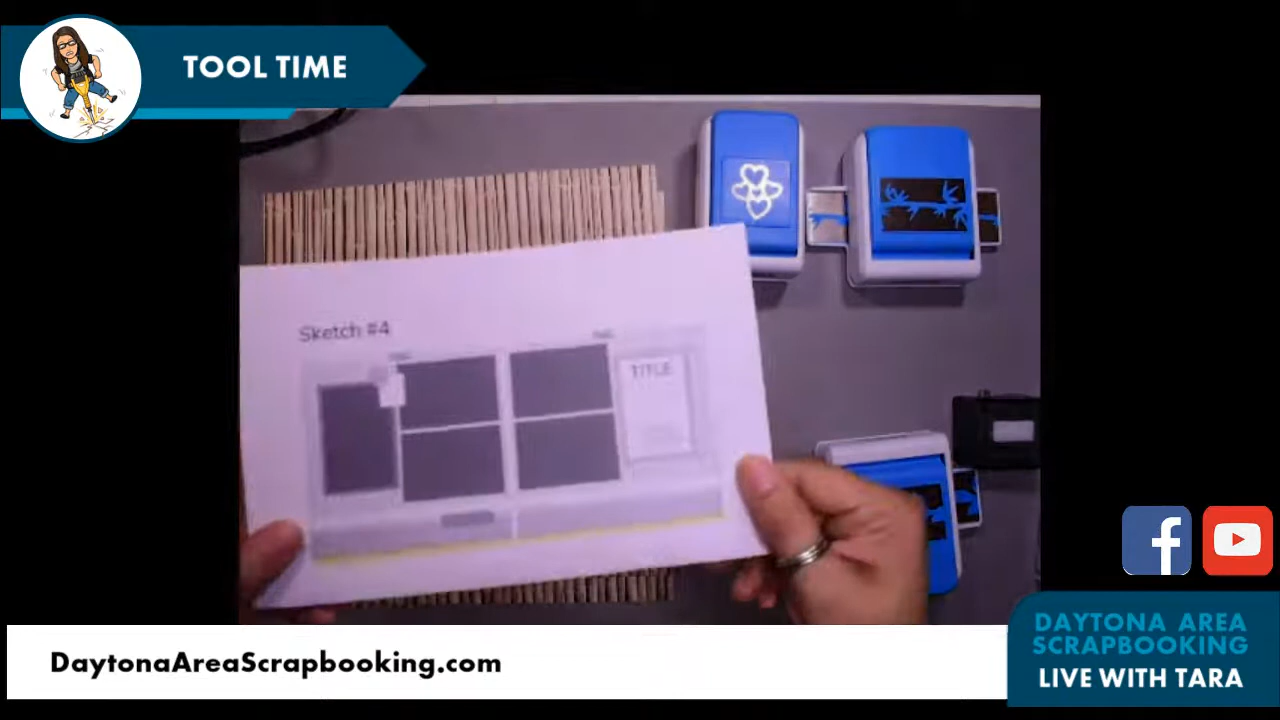 TOOL TIME
Sketch #4
TITLE
DaytonaAreaScrapbooking.com
DAYTONA AREA
SCRAPBOOKING
LIVE WITH TARA